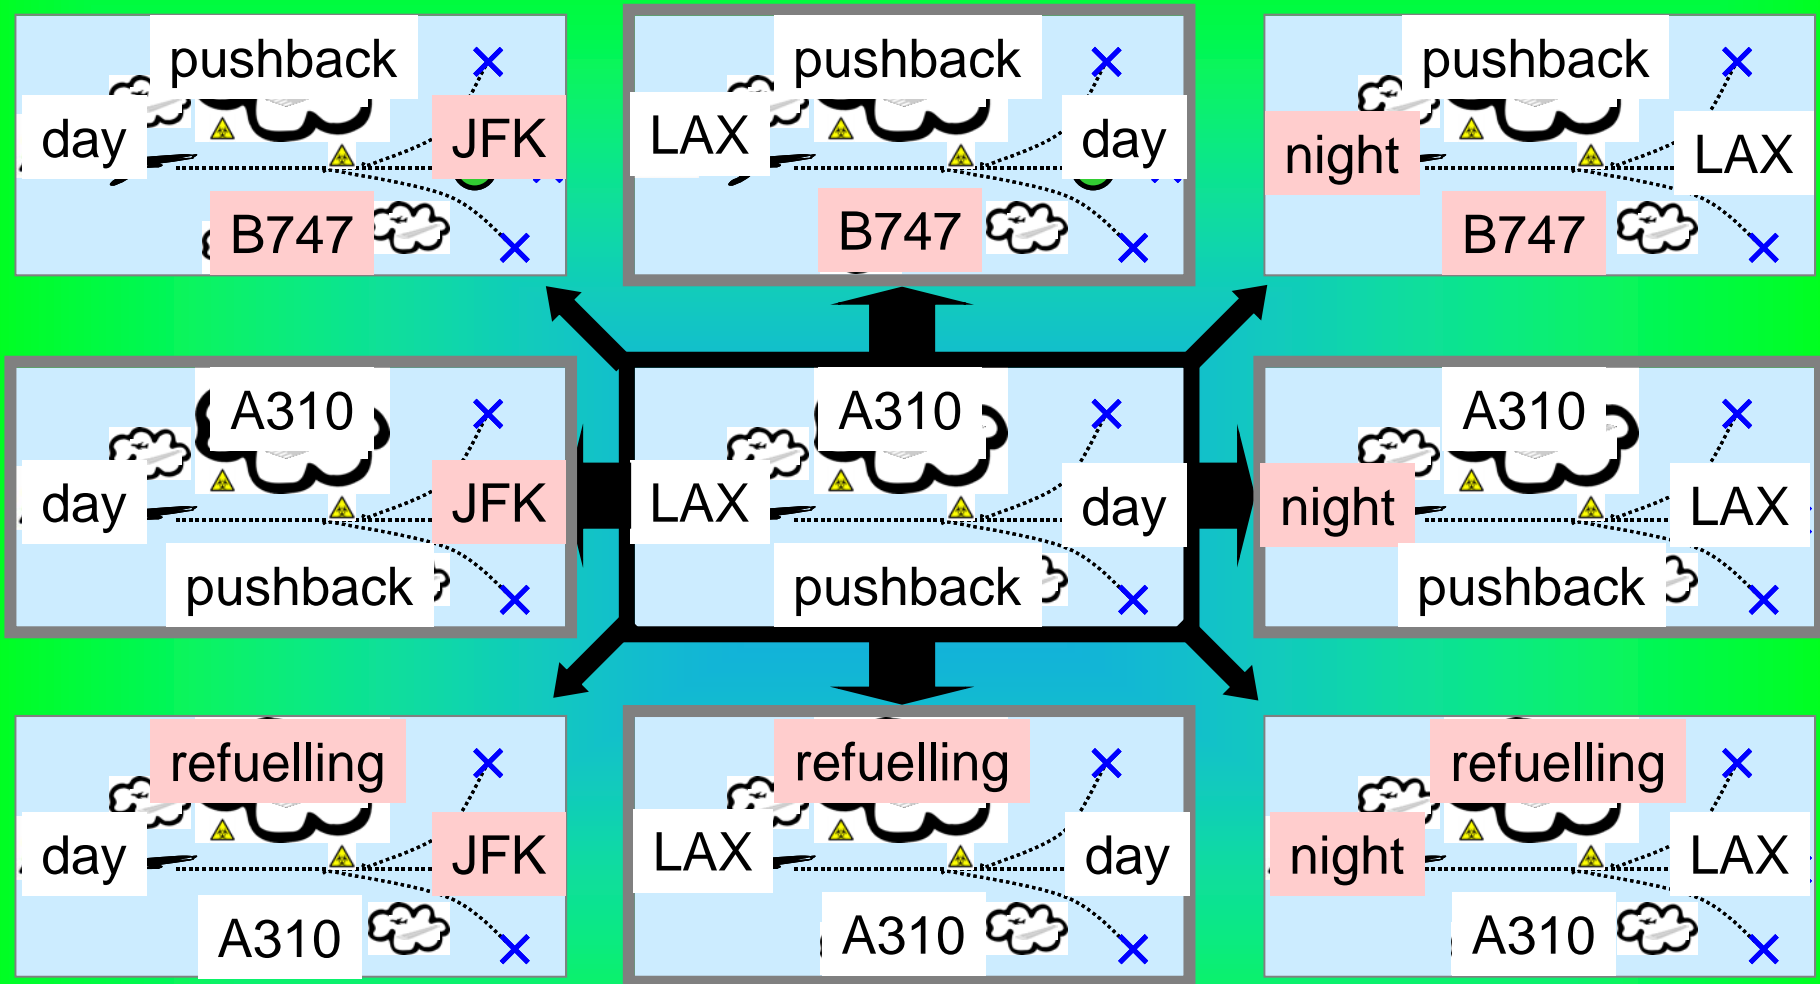 pushback
day
JFK
B747
pushback
LAX
day
B747
pushback
night
LAX
B747
A310
day
JFK
pushback
A310
LAX
day
pushback
A310
night
LAX
pushback
refuelling
day
JFK
A310
refuelling
LAX
day
A310
refuelling
night
LAX
A310